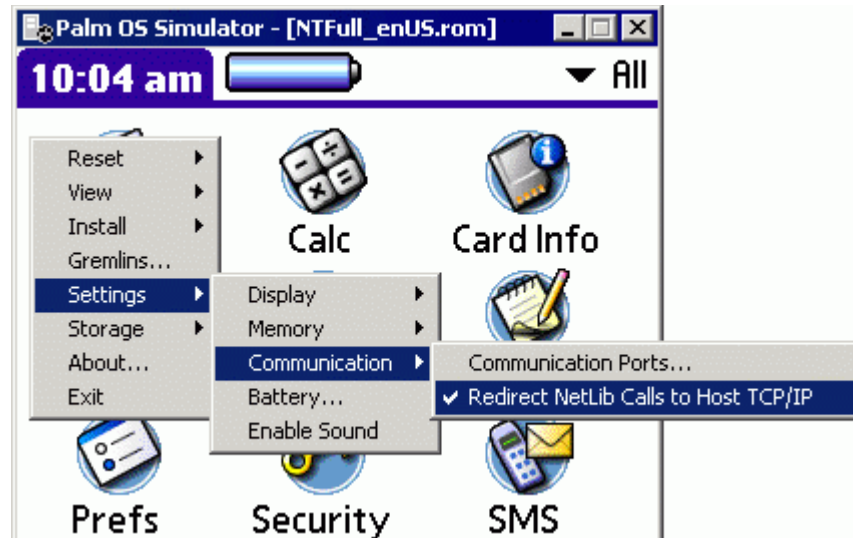 Palm OS Simulator - [NTFull_enUS.rom]
10:04 am
All
Reset
View
Install
Gremlins...
Settings
Storage
About...
Exit
Calc
Card Info
Display
Memory
Communication
Battery...
Enable Sound
Communication Ports...
Redirect NetLib Calls to Host TCP/IP
Prefs
Security
SMS